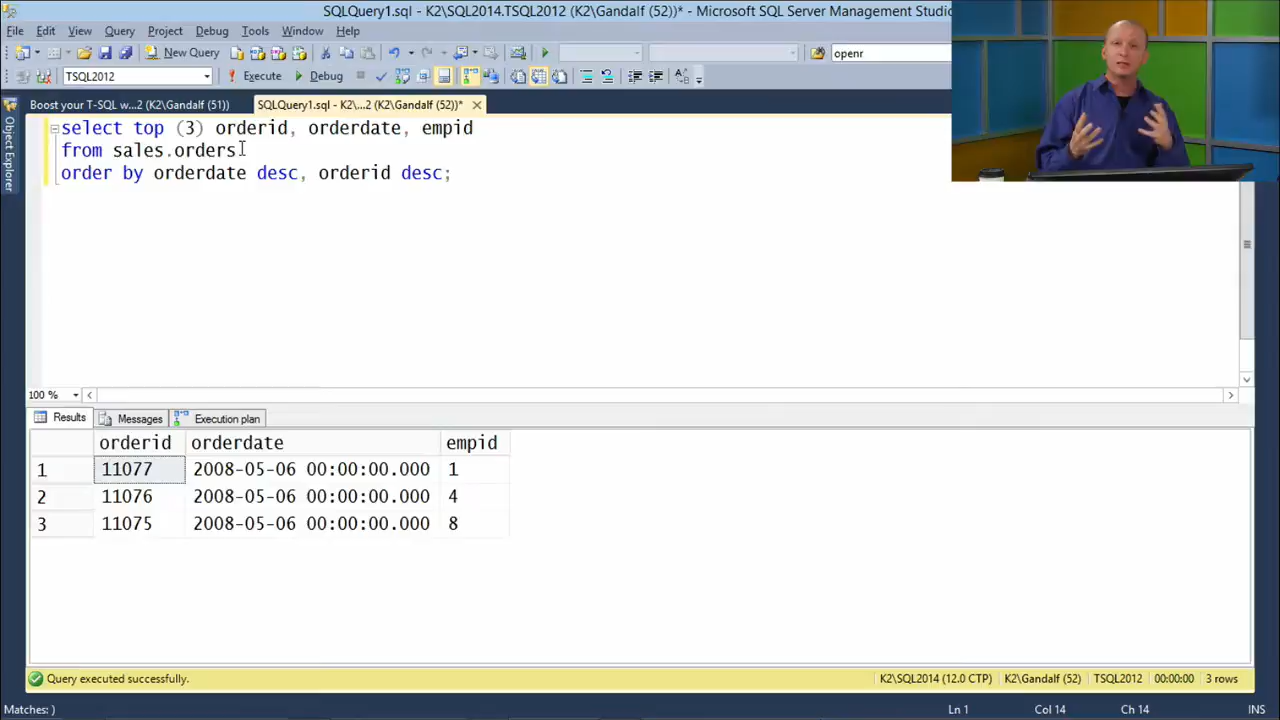 SQLQuery1.sql - K2\SQL2014.TSQL2012 (K2\Gandalf (52))* - Microsoft SQL Server Management Studio
File Edit View Query Project Debug Tools Window Help
New Query openr
TSQL2012 Execute Debug
Boost your T-SQL w...2 (K2\Gandalf (51)) SQLQuery1.sql - K2\...2 (K2\Gandalf (52))*
Object Explorer
select top (3) orderid, orderdate, empid
from sales.orders
order by orderdate desc, orderid desc;
100 %
Results Messages Execution plan
orderid orderdate empid
1 11077 2008-05-06 00:00:00.000 1
2 11076 2008-05-06 00:00:00.000 4
3 11075 2008-05-06 00:00:00.000 8
Query executed successfully. K2\SQL2014 (12.0 CTP) K2\Gandalf (52) TSQL2012 00:00:00 3 rows
Matches: ) Ln 1 Col 14 Ch 14 INS